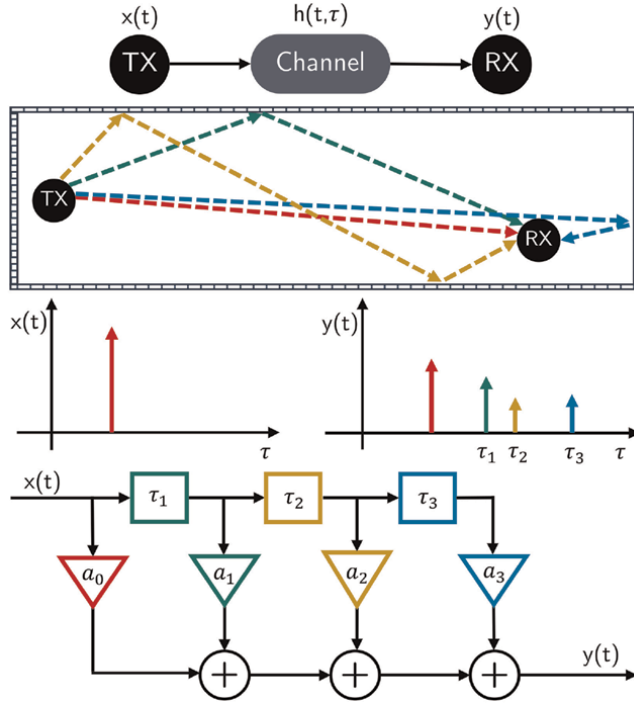 x(t) h(t,τ) y(t)
TX Channel RX
TX
RX
x(t) y(t)
τ τ₁ τ₂ τ₃ τ
x(t) τ₁ τ₂ τ₃
a₀ a₁ a₂ a₃
+ + + y(t)